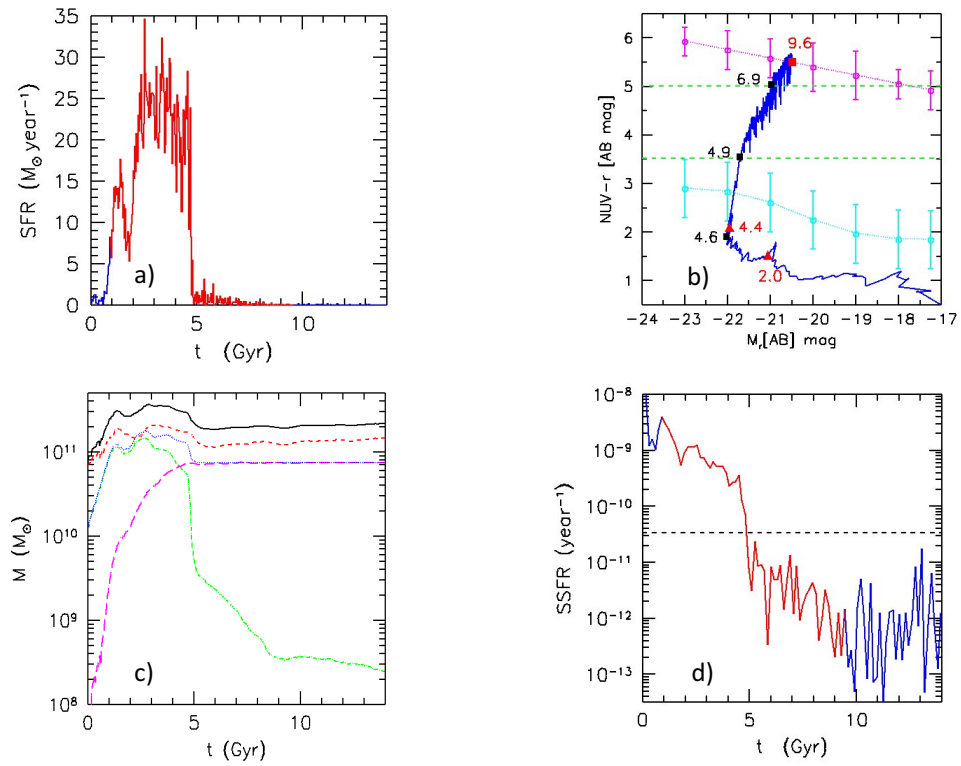 35
30
25
20
15
10
5
0
SFR (M⊙ year⁻¹)
a)
0 5 10
t (Gyr)
6
5
4
3
2
1
NUV−r [AB mag]
9.6
6.9
4.9
4.4
4.6
2.0
b)
−24 −23 −22 −21 −20 −19 −18 −17
M_r[AB] mag
10¹¹
10¹⁰
10⁹
10⁸
M (M⊙)
c)
0 5 10
t (Gyr)
10⁻⁸
10⁻⁹
10⁻¹⁰
10⁻¹¹
10⁻¹²
10⁻¹³
SSFR (year⁻¹)
d)
0 5 10
t (Gyr)